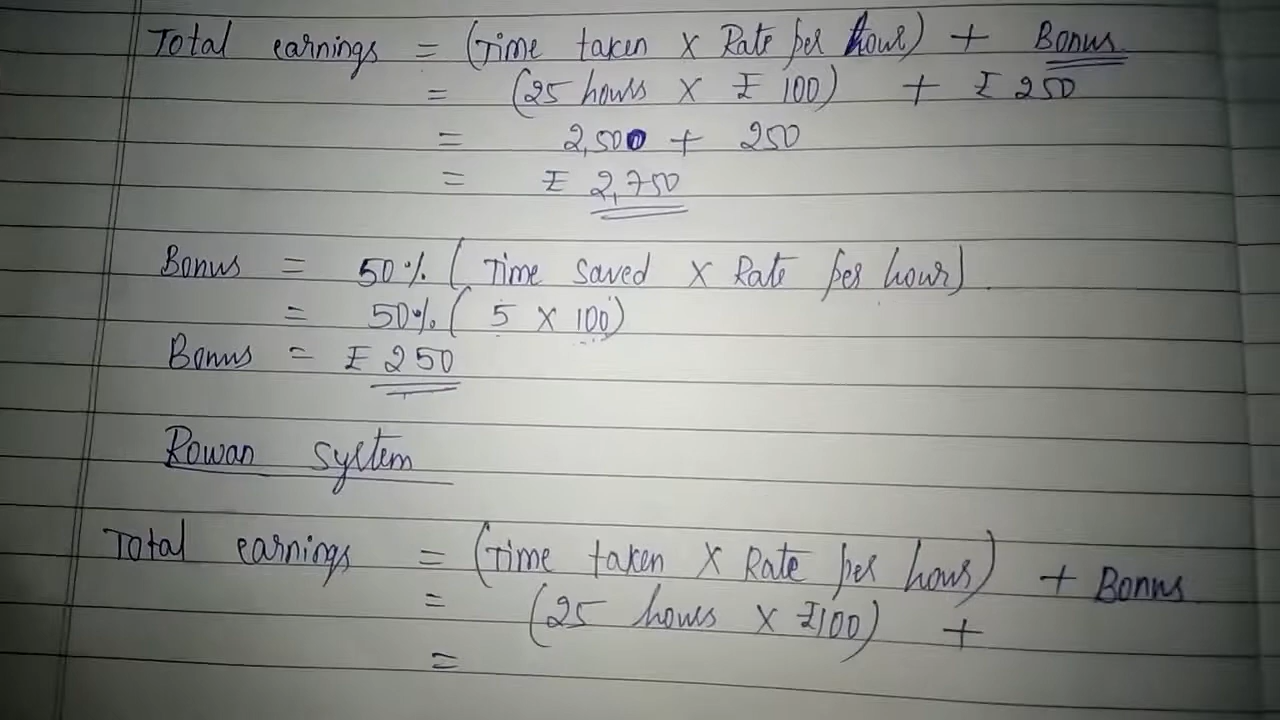 Total earnings = (Time taken X Rate per hour) + Bonus
= (25 hours X ₹ 100) + ₹ 250
= 2,500 + 250
= ₹ 2,750
Bonus = 50% ( Time saved X Rate per hour)
= 50% ( 5 X 100)
Bonus = ₹ 250
Rowan system
Total earnings = (Time taken X Rate per hour) + Bonus
= (25 hours X ₹100) +
=